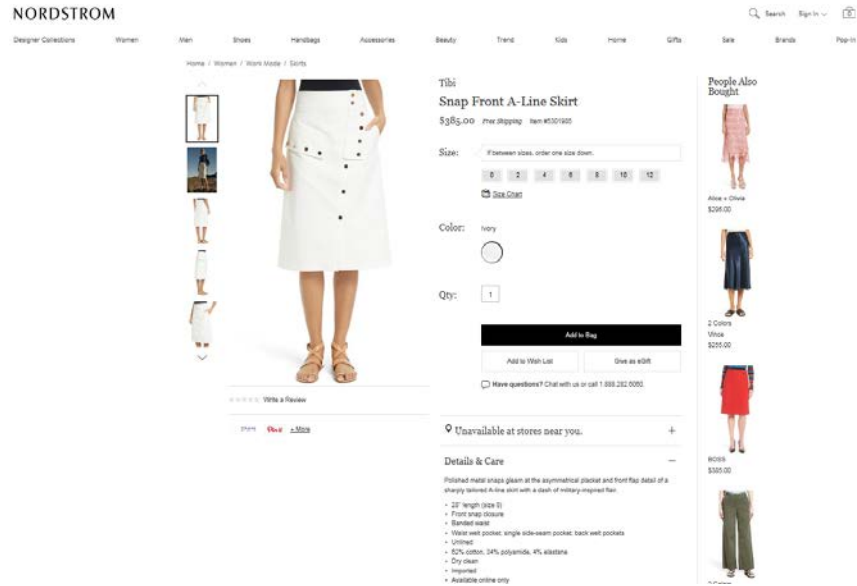 NORDSTROM
Search Sign In 0
Designer Collections Women Men Shoes Handbags Accessories Beauty Trend Kids Home Gifts Sale Brands Pop-In
Home / Women / Work Mode / Skirts
Tibi
Snap Front A-Line Skirt
$385.00 Free Shipping Item #5301985
Size: If between sizes, order one size down.
0 2 4 6 8 10 12
Size Chart
Color: Ivory
Qty: 1
Add to Bag
Add to Wish List Give as eGift
Have questions? Chat with us or call 1.888.282.6060.
Write a Review
Share Pin it + More
Unavailable at stores near you. +
Details & Care −
Polished metal snaps gleam at the asymmetrical placket and front flap detail of a
sharply tailored A-line skirt with a dash of military-inspired flair.
- 28" length (size 8)
- Front snap closure
- Banded waist
- Waist welt pocket; single side-seam pocket; back welt pockets
- Unlined
- 62% cotton, 34% polyamide, 4% elastane
- Dry clean
- Imported
- Available online only
People Also
Bought
Alice + Olivia
$295.00
2 Colors
Vince
BOSS
$385.00
2 Colors